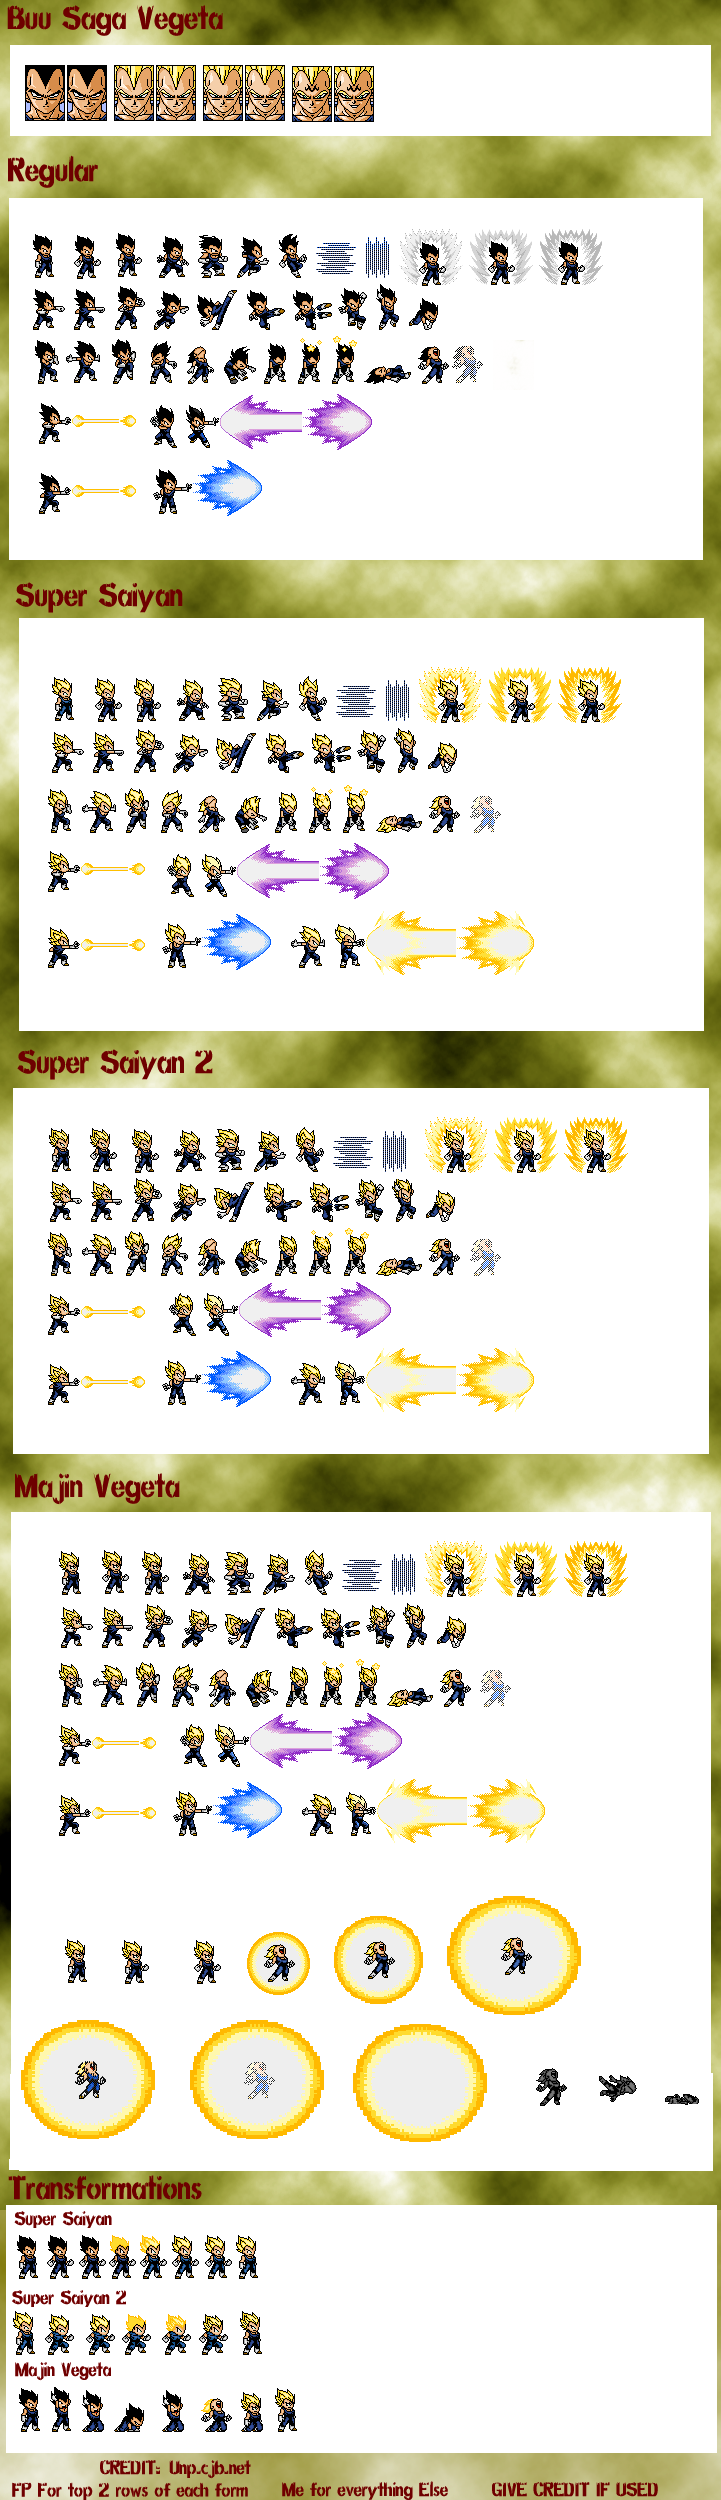 Buu Saga Vegeta
Regular
Super Saiyan
Super Saiyan 2
Majin Vegeta
Transformations
Super Saiyan
Super Saiyan 2
Majin Vegeta
CREDIT: Unp.cjb.net
FP For top 2 rows of each form Me for everything Else GIVE CREDIT IF USED